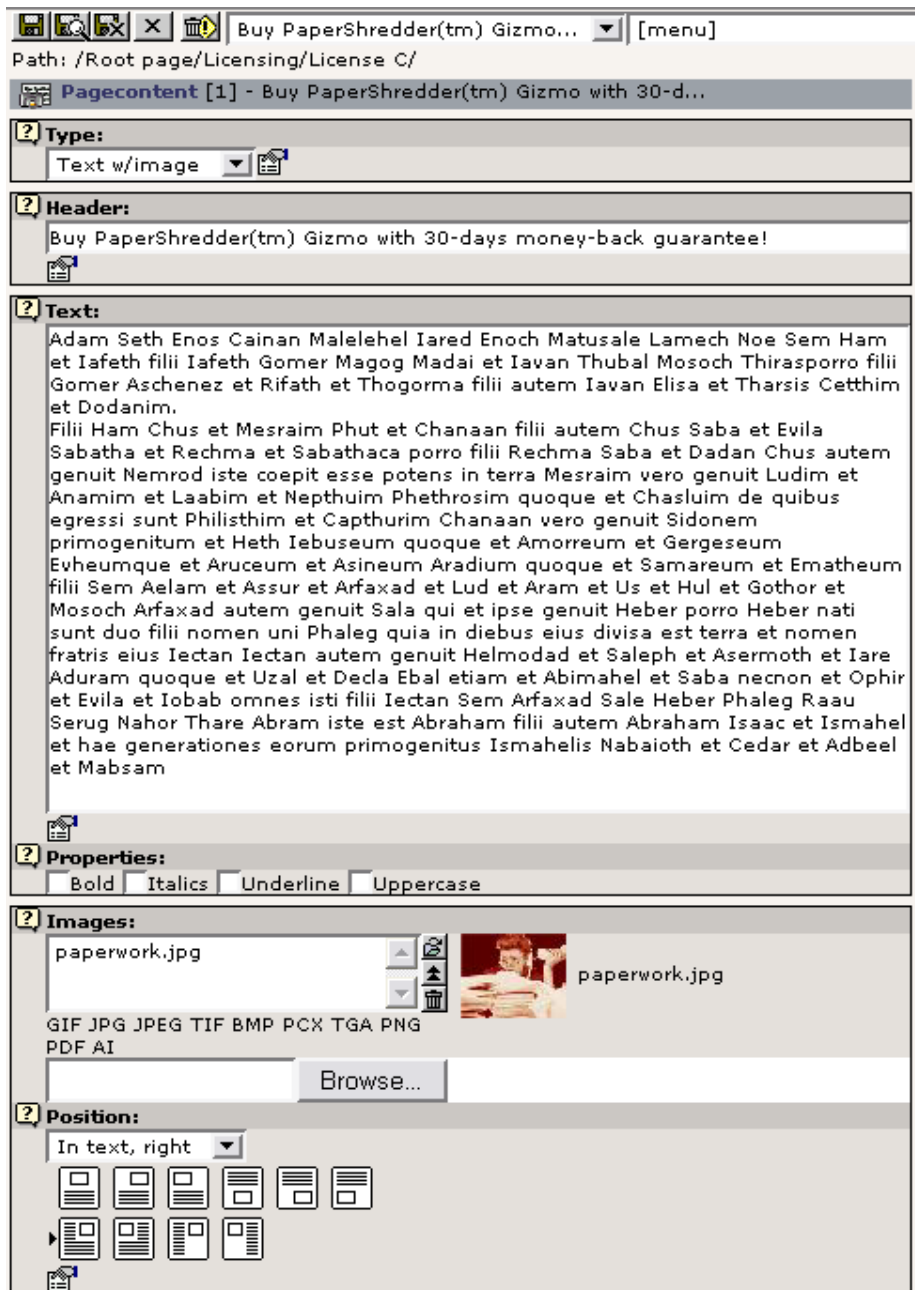 Buy PaperShredder(tm) Gizmo... [menu]
Path: /Root page/Licensing/License C/
Pagecontent [1] - Buy PaperShredder(tm) Gizmo with 30-d...
Type:
Text w/image
Header:
Buy PaperShredder(tm) Gizmo with 30-days money-back guarantee!
Text:
Adam Seth Enos Cainan Malelehel Iared Enoch Matusale Lamech Noe Sem Ham
et Iafeth filii Iafeth Gomer Magog Madai et Iavan Thubal Mosoch Thirasporro filii
Gomer Aschenez et Rifath et Thogorma filii autem Iavan Elisa et Tharsis Cetthim
et Dodanim.
Filii Ham Chus et Mesraim Phut et Chanaan filii autem Chus Saba et Evila
Sabatha et Rechma et Sabathaca porro filii Rechma Saba et Dadan Chus autem
genuit Nemrod iste coepit esse potens in terra Mesraim vero genuit Ludim et
Anamim et Laabim et Nepthuim Phethrosim quoque et Chasluim de quibus
egressi sunt Philisthim et Capthurim Chanaan vero genuit Sidonem
primogenitum et Heth Iebuseum quoque et Amorreum et Gergeseum
Evheumque et Aruceum et Asineum Aradium quoque et Samareum et Ematheum
filii Sem Aelam et Assur et Arfaxad et Lud et Aram et Us et Hul et Gothor et
Mosoch Arfaxad autem genuit Sala qui et ipse genuit Heber porro Heber nati
sunt duo filii nomen uni Phaleg quia in diebus eius divisa est terra et nomen
fratris eius Iectan Iectan autem genuit Helmodad et Saleph et Asermoth et Iare
Aduram quoque et Uzal et Decla Ebal etiam et Abimahel et Saba necnon et Ophir
et Evila et Iobab omnes isti filii Iectan Sem Arfaxad Sale Heber Phaleg Raau
Serug Nahor Thare Abram iste est Abraham filii autem Abraham Isaac et Ismahel
et hae generationes eorum primogenitus Ismahelis Nabaioth et Cedar et Adbeel
et Mabsam
Properties:
Bold Italics Underline Uppercase
Images:
paperwork.jpg
paperwork.jpg
GIF JPG JPEG TIF BMP PCX TGA PNG
PDF AI
Browse...
Position:
In text, right